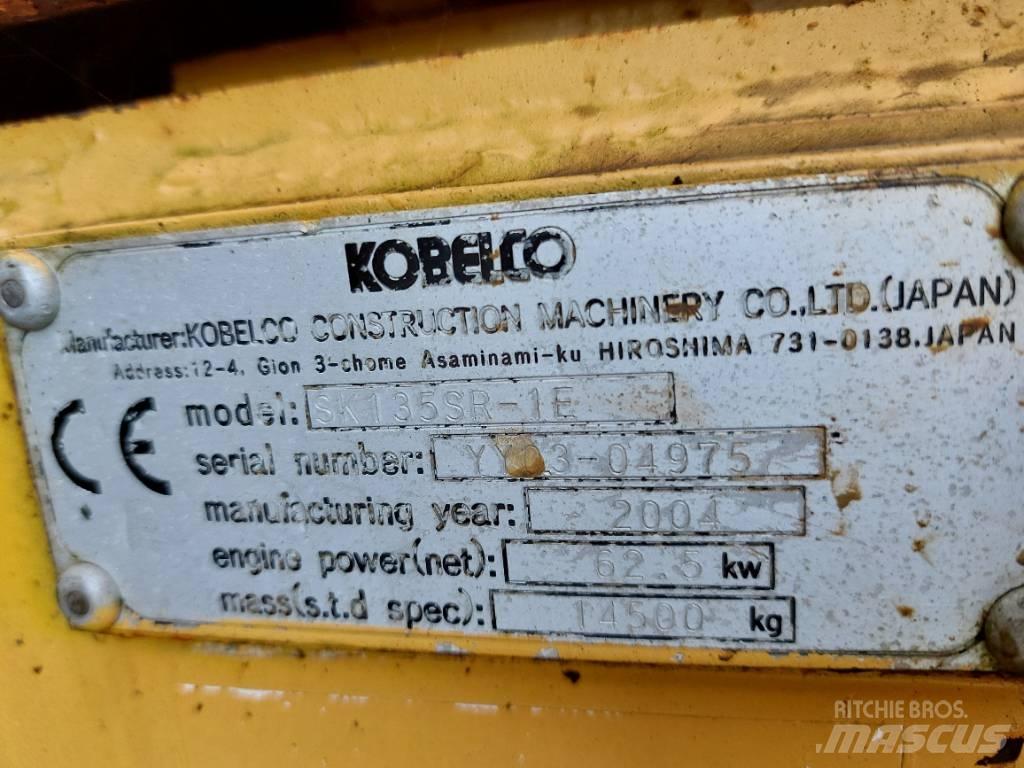 KOBELCO
Manufacturer:KOBELCO CONSTRUCTION MACHINERY CO.,LTD.(JAPAN)
Address:12-4, Gion 3-chome Asaminami-ku HIROSHIMA 731-0138.JAPAN
CE
model: SK135SR-1E
serial number:
manufacturing year: 2004
engine power(net): 62.5 kw
mass(s.t.d spec): 14500 kg
RITCHIE BROS.
MASCUS